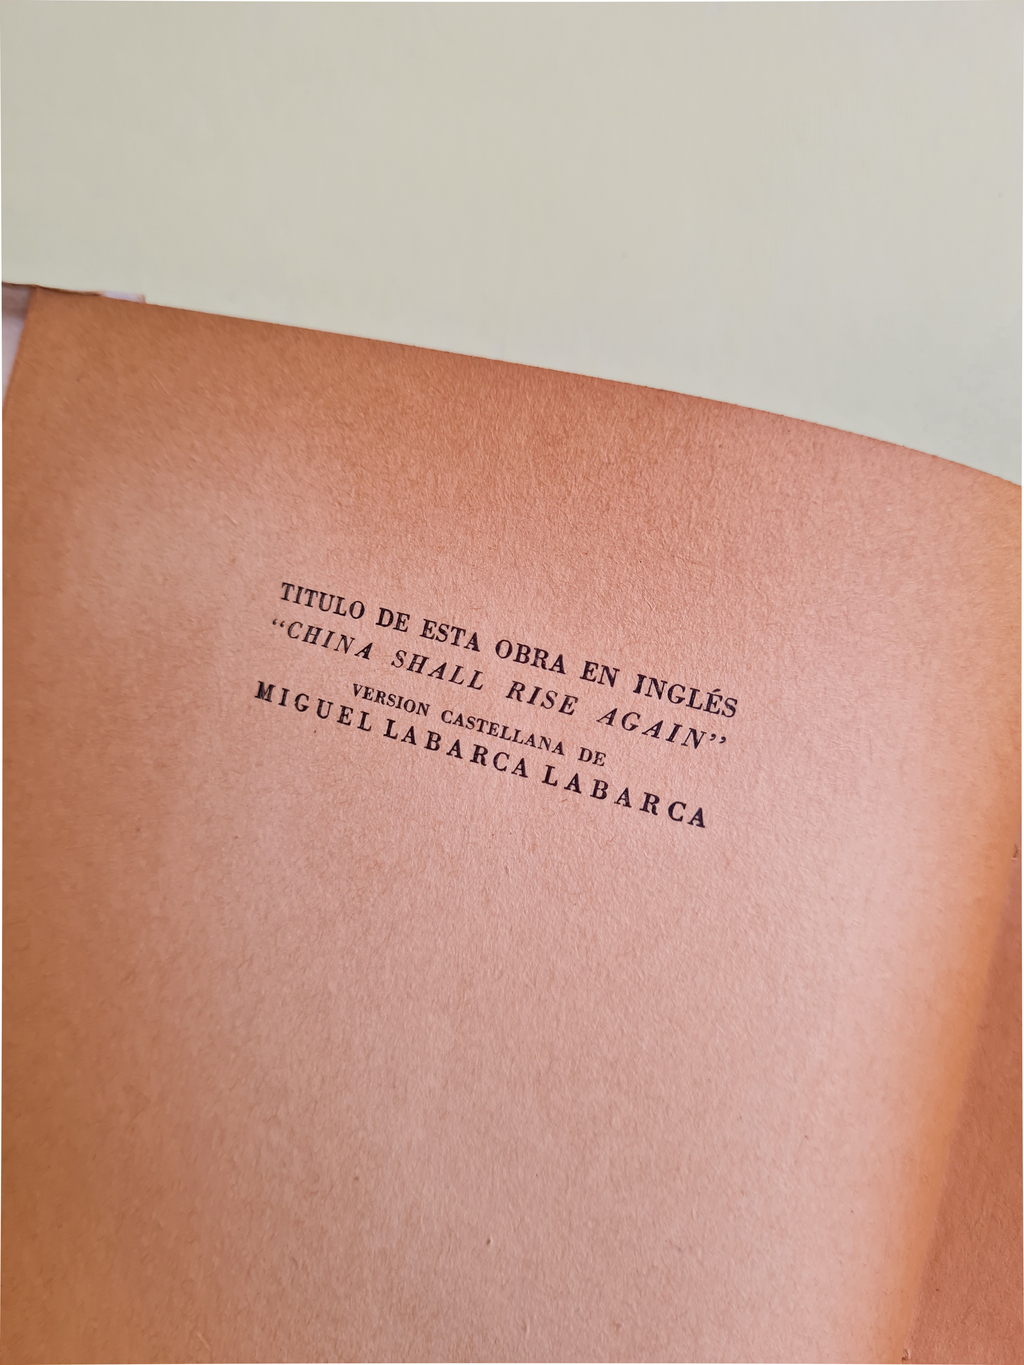 TITULO DE ESTA OBRA EN INGLÉS
“CHINA SHALL RISE AGAIN”
VERSION CASTELLANA DE
MIGUEL LABARCA LABARCA